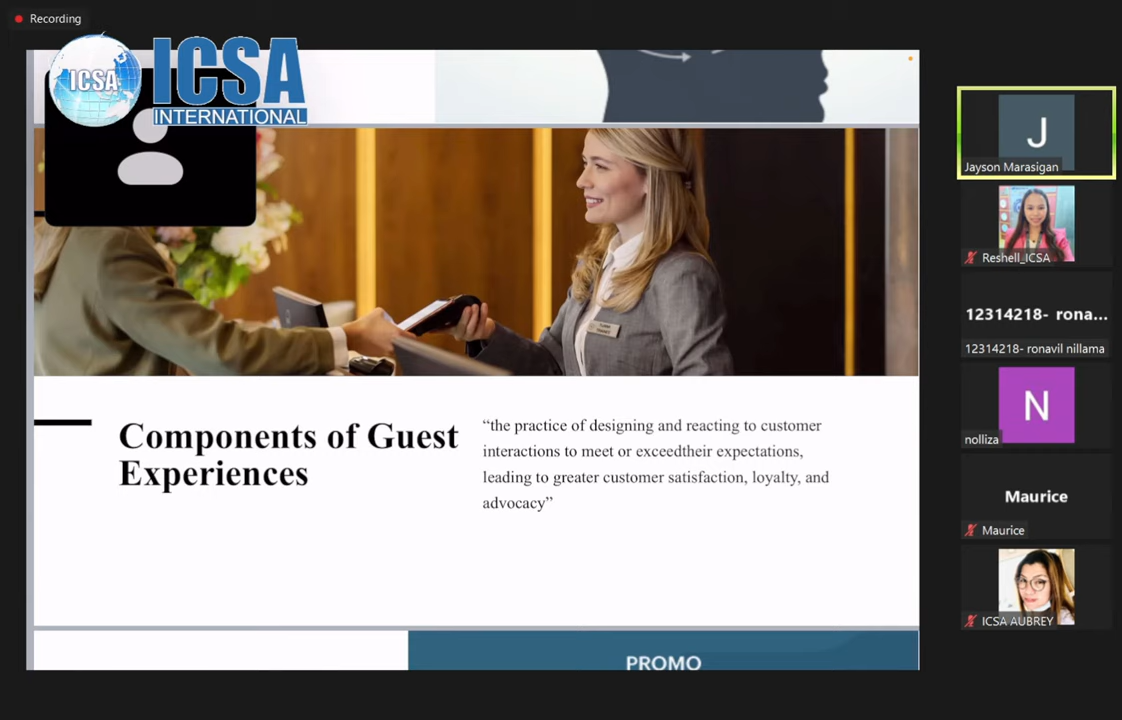 Recording
ICSA
ICSA
INTERNATIONAL
Components of Guest
Experiences
“the practice of designing and reacting to customer
interactions to meet or exceedtheir expectations,
leading to greater customer satisfaction, loyalty, and
advocacy”
PROMO
J
Jayson Marasigan
Reshell_ICSA
12314218- rona...
12314218- ronavil nillama
N
nolliza
Maurice
Maurice
ICSA AUBREY